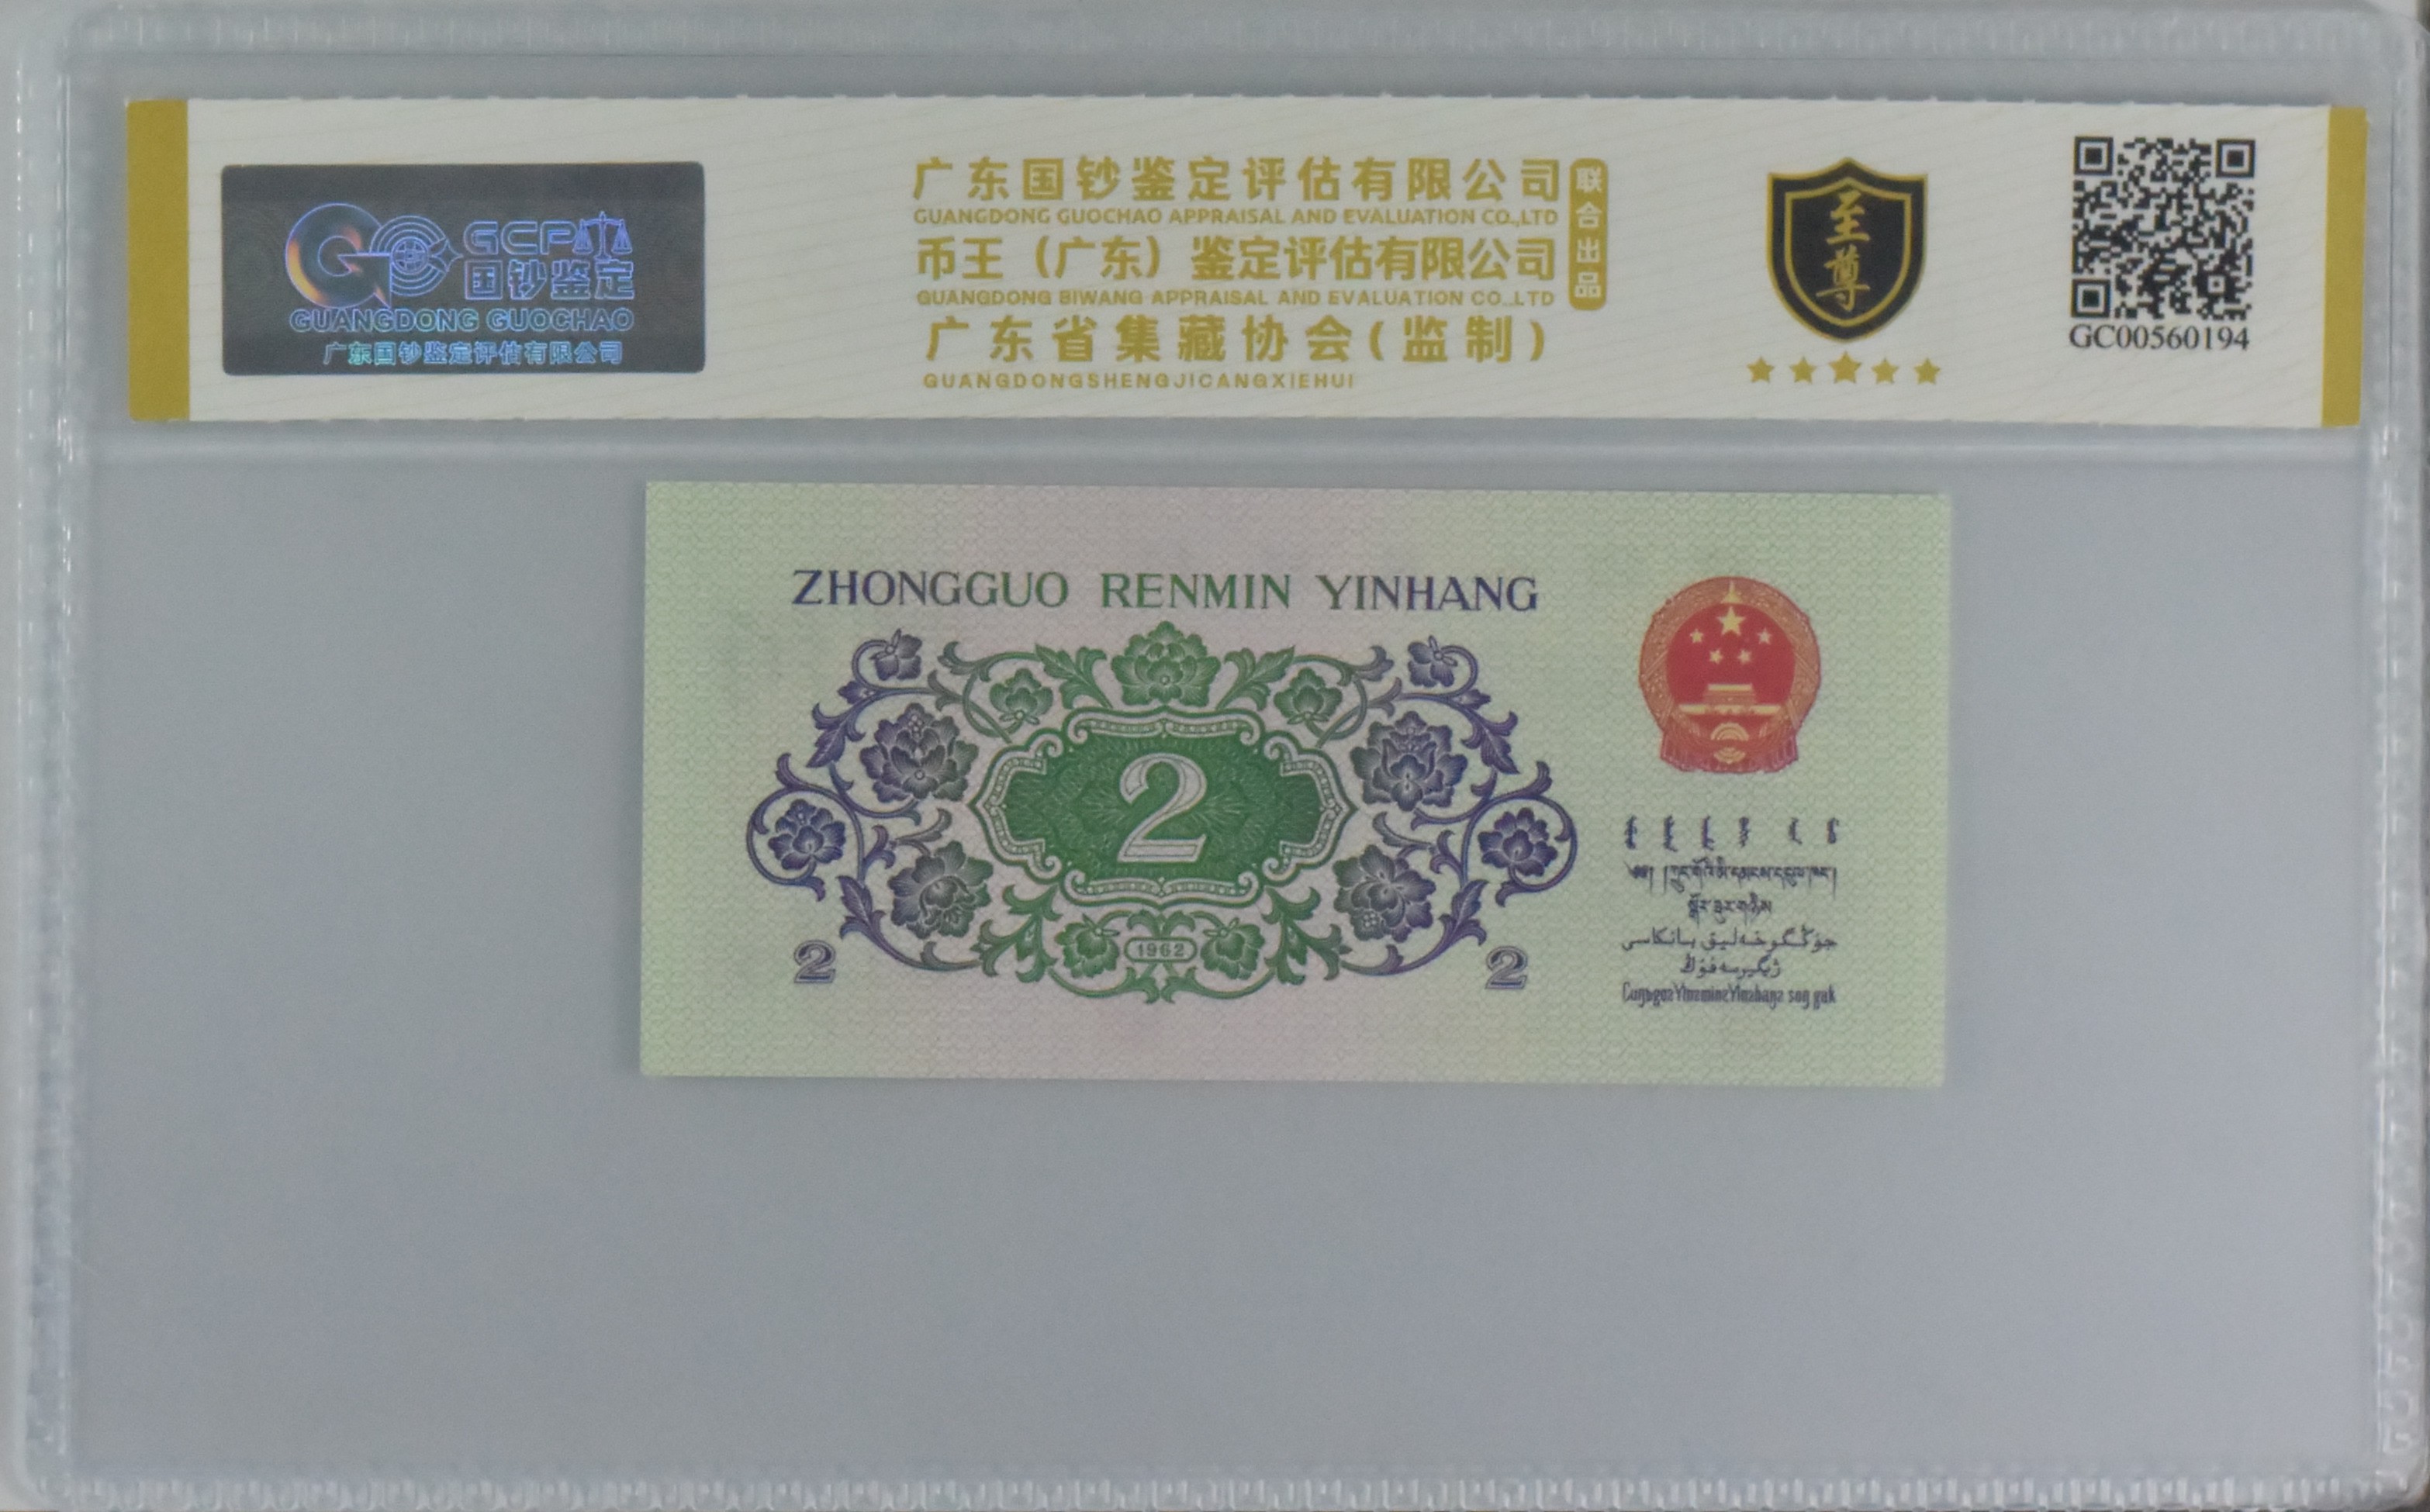 GCP
国钞鉴定
GUANGDONG GUOCHAO
广东国钞鉴定评估有限公司
广东国钞鉴定评估有限公司
GUANGDONG GUOCHAO APPRAISAL AND EVALUATION CO.,LTD
币王（广东）鉴定评估有限公司
GUANGDONG BIWANG APPRAISAL AND EVALUATION CO.,LTD
联合出品
广东省集藏协会(监制)
GUANGDONGSHENGJICANGXIEHUI
至尊
GC00560194
ZHONGGUO RENMIN YINHANG
2
1962
2
2